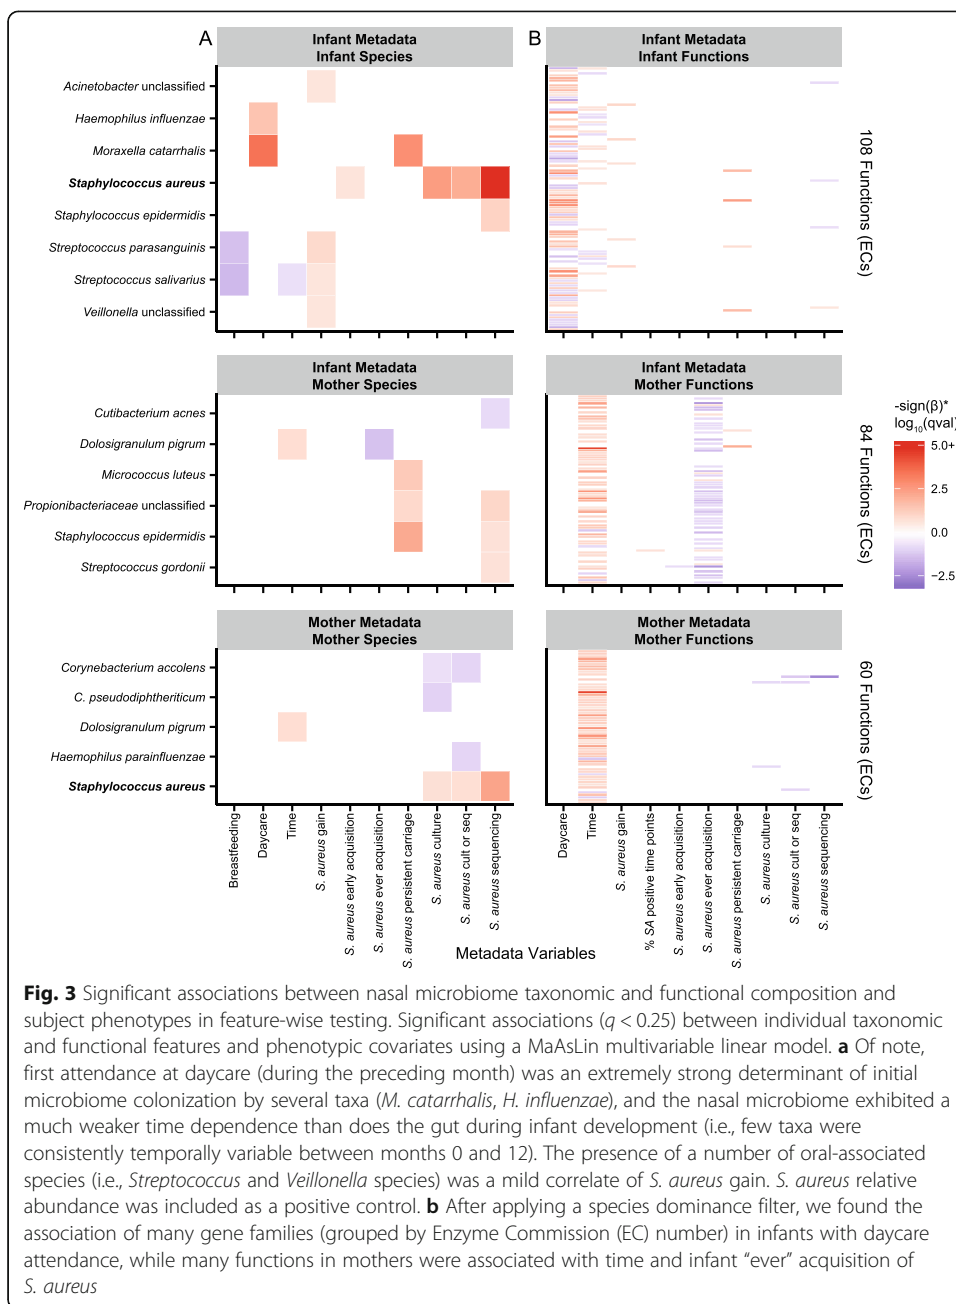 A
Infant Metadata
Infant Species
Acinetobacter unclassified
Haemophilus influenzae
Moraxella catarrhalis
Staphylococcus aureus
Staphylococcus epidermidis
Streptococcus parasanguinis
Streptococcus salivarius
Veillonella unclassified
B
Infant Metadata
Infant Functions
108 Functions (ECs)
Infant Metadata
Mother Species
Cutibacterium acnes
Dolosigranulum pigrum
Micrococcus luteus
Propionibacteriaceae unclassified
Staphylococcus epidermidis
Streptococcus gordonii
Infant Metadata
Mother Functions
84 Functions (ECs)
-sign(β)*
log10(qval)
5.0+
2.5
0.0
−2.5
Mother Metadata
Mother Species
Corynebacterium accolens
C. pseudodiphtheriticum
Dolosigranulum pigrum
Haemophilus parainfluenzae
Staphylococcus aureus
Mother Metadata
Mother Functions
60 Functions (ECs)
Breastfeeding
Daycare
Time
S. aureus gain
S. aureus early acquisition
S. aureus ever acquisition
S. aureus persistent carriage
S. aureus culture
S. aureus cult or seq
S. aureus sequencing
Daycare
Time
S. aureus gain
% SA positive time points
S. aureus early acquisition
S. aureus ever acquisition
S. aureus persistent carriage
S. aureus culture
S. aureus cult or seq
S. aureus sequencing
Metadata Variables
Fig. 3 Significant associations between nasal microbiome taxonomic and functional composition and
subject phenotypes in feature-wise testing. Significant associations (q < 0.25) between individual taxonomic
and functional features and phenotypic covariates using a MaAsLin multivariable linear model. a Of note,
first attendance at daycare (during the preceding month) was an extremely strong determinant of initial
microbiome colonization by several taxa (M. catarrhalis, H. influenzae), and the nasal microbiome exhibited a
much weaker time dependence than does the gut during infant development (i.e., few taxa were
consistently temporally variable between months 0 and 12). The presence of a number of oral-associated
species (i.e., Streptococcus and Veillonella species) was a mild correlate of S. aureus gain. S. aureus relative
abundance was included as a positive control. b After applying a species dominance filter, we found the
association of many gene families (grouped by Enzyme Commission (EC) number) in infants with daycare
attendance, while many functions in mothers were associated with time and infant “ever” acquisition of
S. aureus